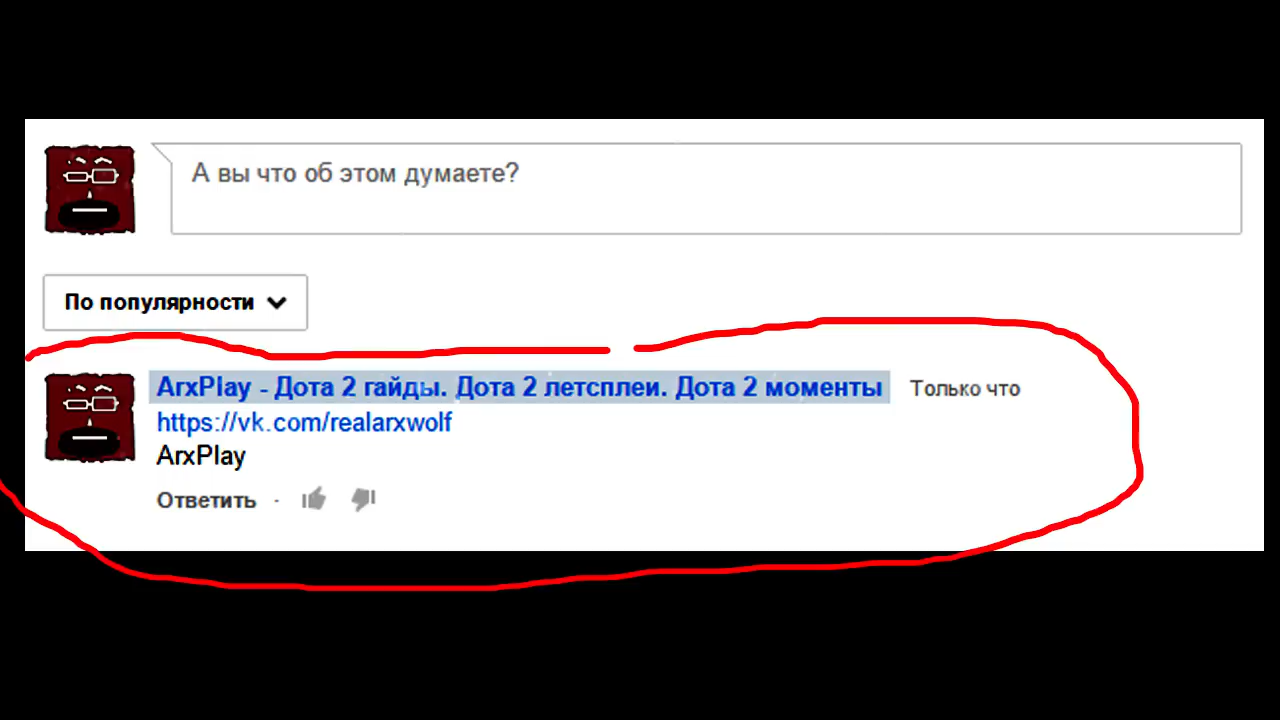 А вы что об этом думаете?
По популярности
ArxPlay - Дота 2 гайды. Дота 2 летсплеи. Дота 2 моменты Только что
https://vk.com/realarxwolf
ArxPlay
Ответить ·